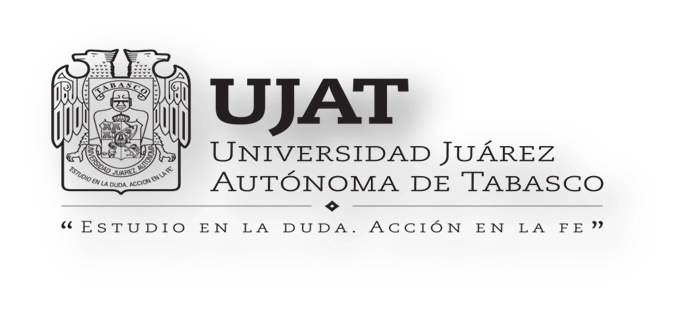 TABASCO
UNIVERSIDAD JUAREZ AUTONOMA
"ESTUDIO EN LA DUDA. ACCION EN LA FE"
UJAT
UNIVERSIDAD JUÁREZ
AUTÓNOMA DE TABASCO
“ESTUDIO EN LA DUDA. ACCIÓN EN LA FE”